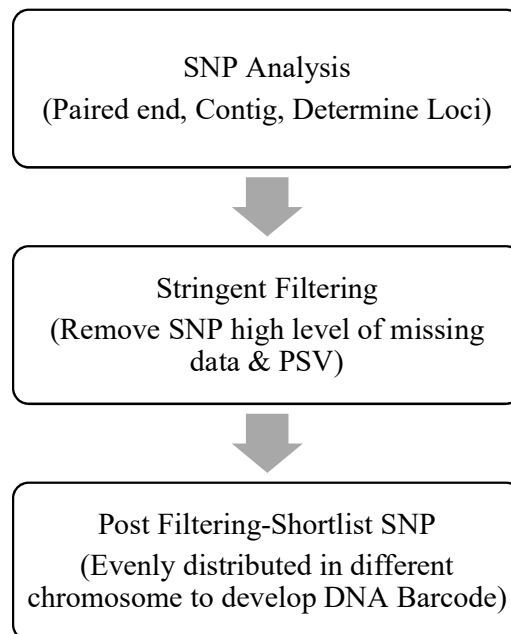 SNP Analysis
(Paired end, Contig, Determine Loci)
Stringent Filtering
(Remove SNP high level of missing
data & PSV)
Post Filtering-Shortlist SNP
(Evenly distributed in different
chromosome to develop DNA Barcode)